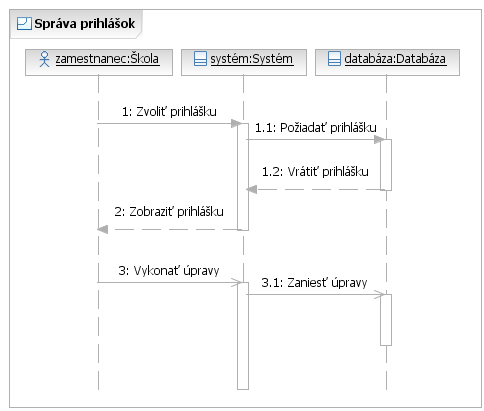 Správa prihlášok
zamestnanec:Škola
systém:Systém
databáza:Databáza
1: Zvoliť prihlášku
1.1: Požiadať prihlášku
1.2: Vrátiť prihlášku
2: Zobraziť prihlášku
3: Vykonať úpravy
3.1: Zaniesť úpravy